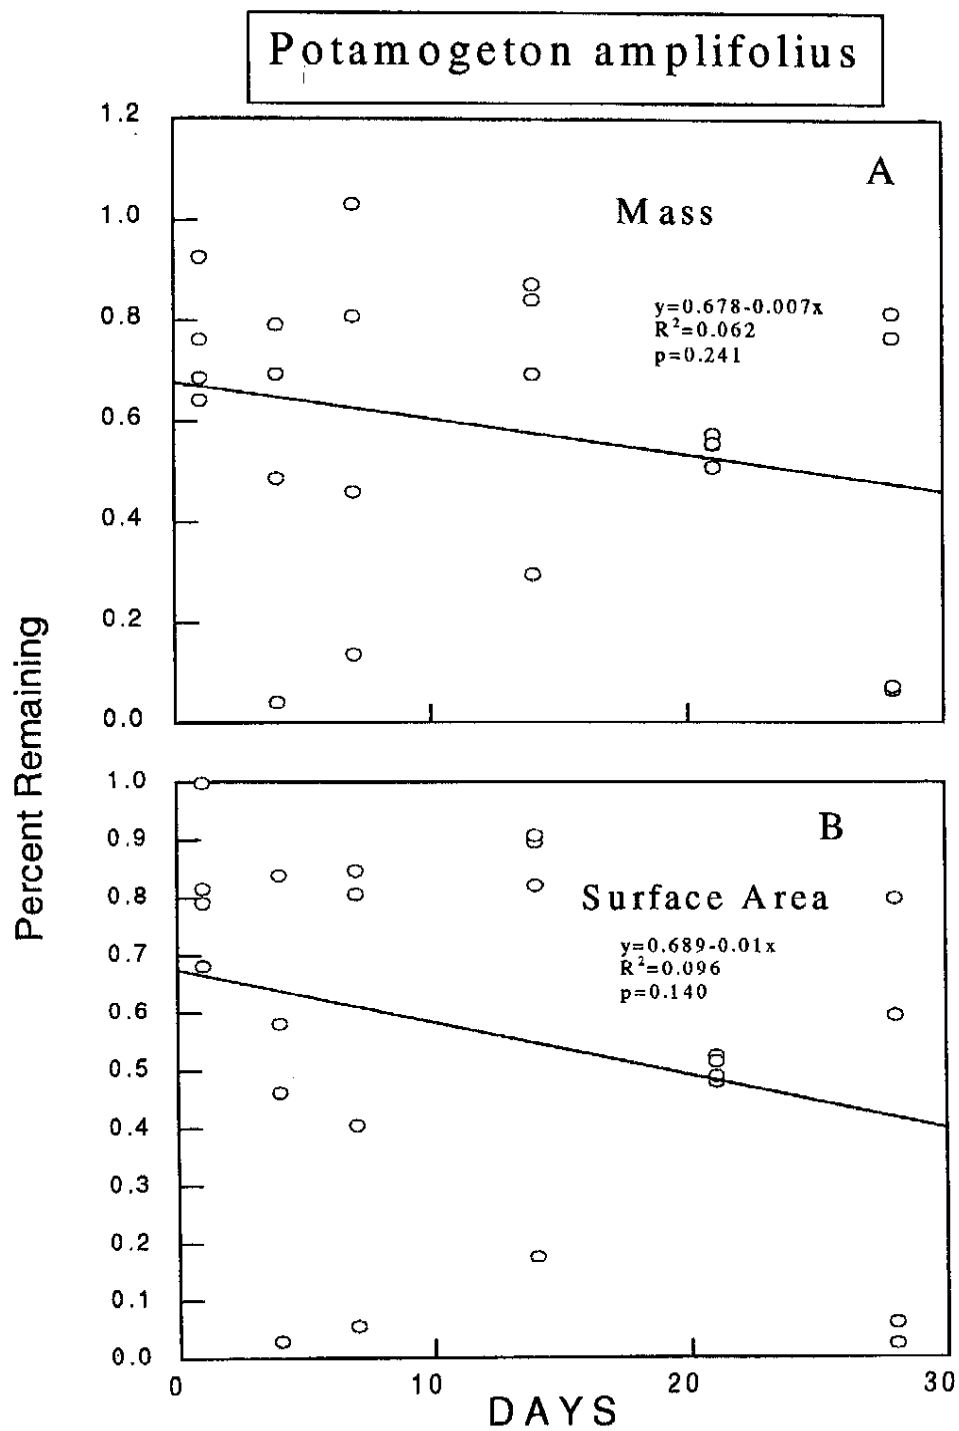 Potamogeton amplifolius
1.2
A
Mass
1.0
y=0.678-0.007x
R²=0.062
p=0.241
0.8
0.6
0.4
0.2
0.0
Percent Remaining
1.0
B
0.9
Surface Area
0.8
y=0.689-0.01x
R²=0.096
p=0.140
0.7
0.6
0.5
0.4
0.3
0.2
0.1
0.0
0 10 20 30
DAYS